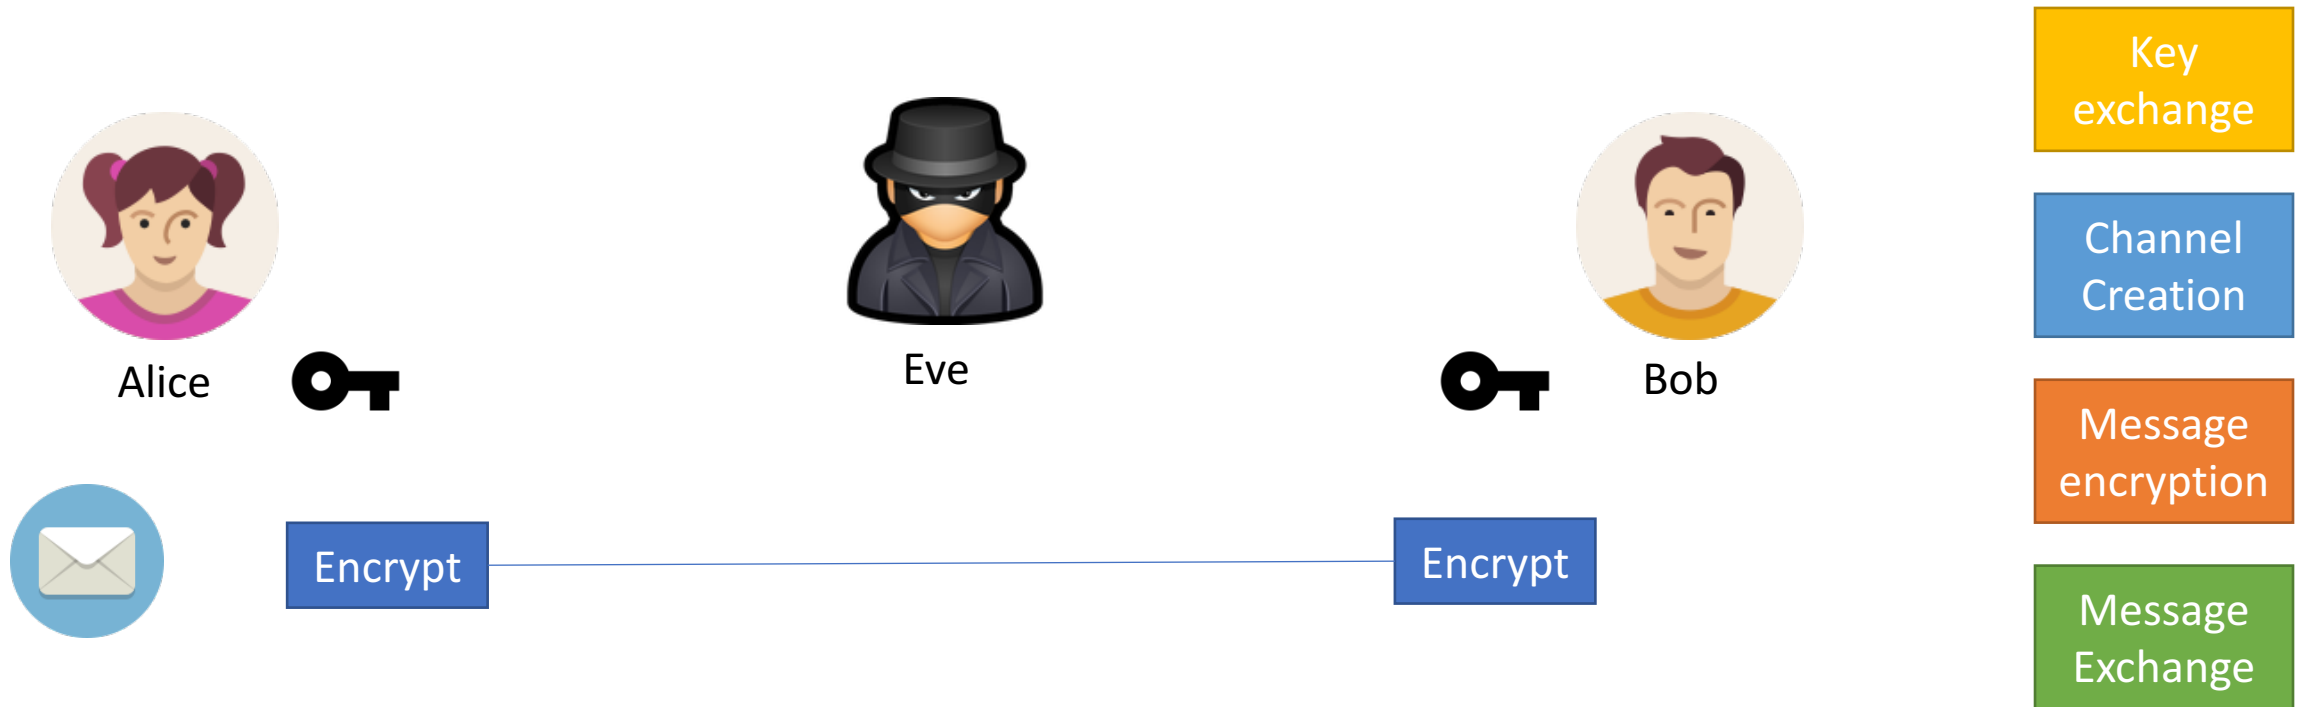 Alice
Eve
Bob
Encrypt
Encrypt
Key
exchange
Channel
Creation
Message
encryption
Message
Exchange